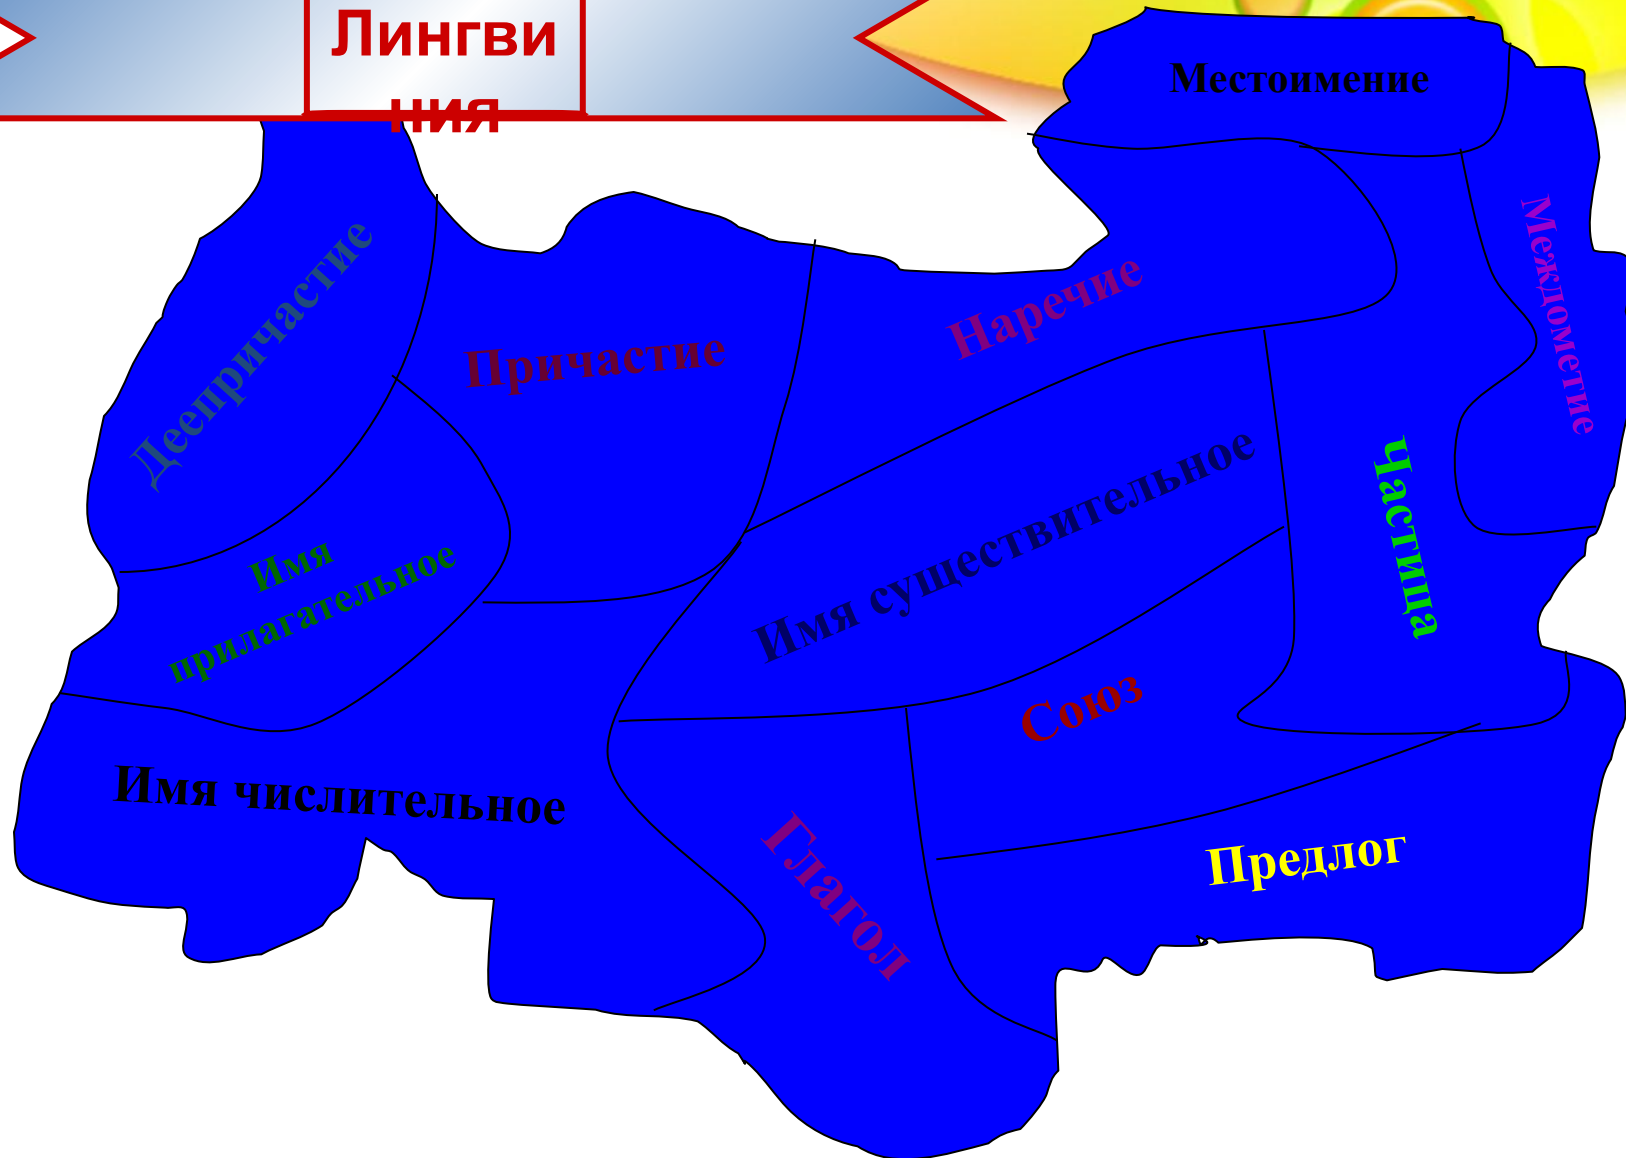 Лингви
ния
Местоимение
Междометие
Деепричастие
Причастие
Наречие
Имя существительное
Частица
Имя
прилагательное
Союз
Имя числительное
Глагол
Предлог